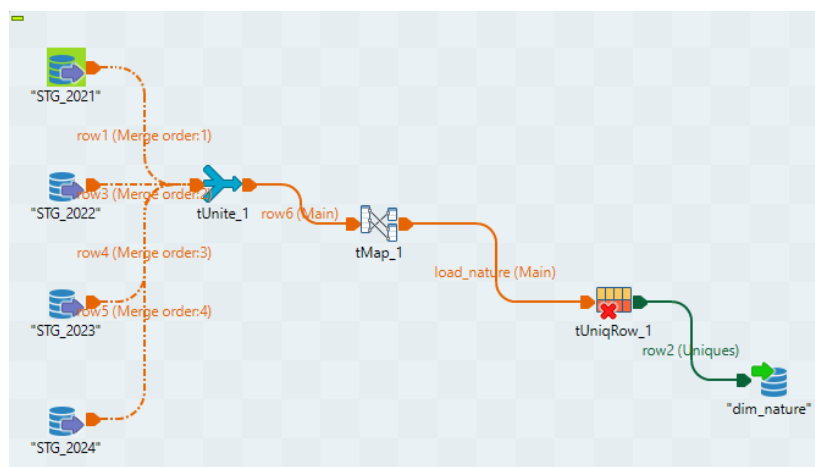 "STG_2021"
row1 (Merge order:1)
"STG_2022"
row3 (Merge order:2)
tUnite_1
row6 (Main)
tMap_1
row4 (Merge order:3)
load_nature (Main)
"STG_2023"
row5 (Merge order:4)
tUniqRow_1
row2 (Uniques)
"dim_nature"
"STG_2024"